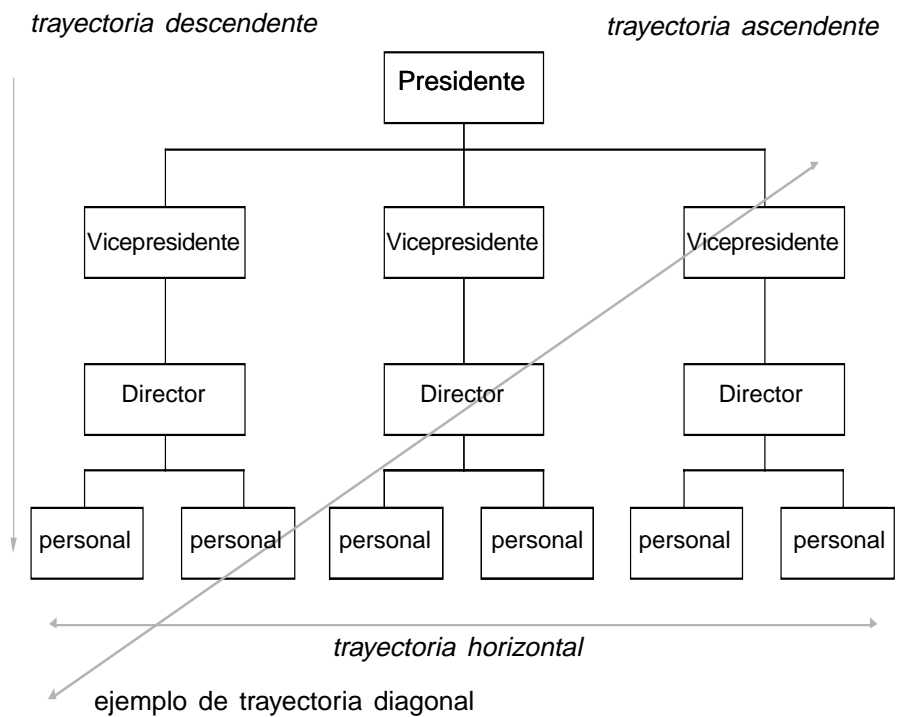 trayectoria descendente
trayectoria ascendente
Presidente
Vicepresidente
Vicepresidente
Vicepresidente
Director
Director
Director
personal
personal
personal
personal
personal
personal
trayectoria horizontal
ejemplo de trayectoria diagonal